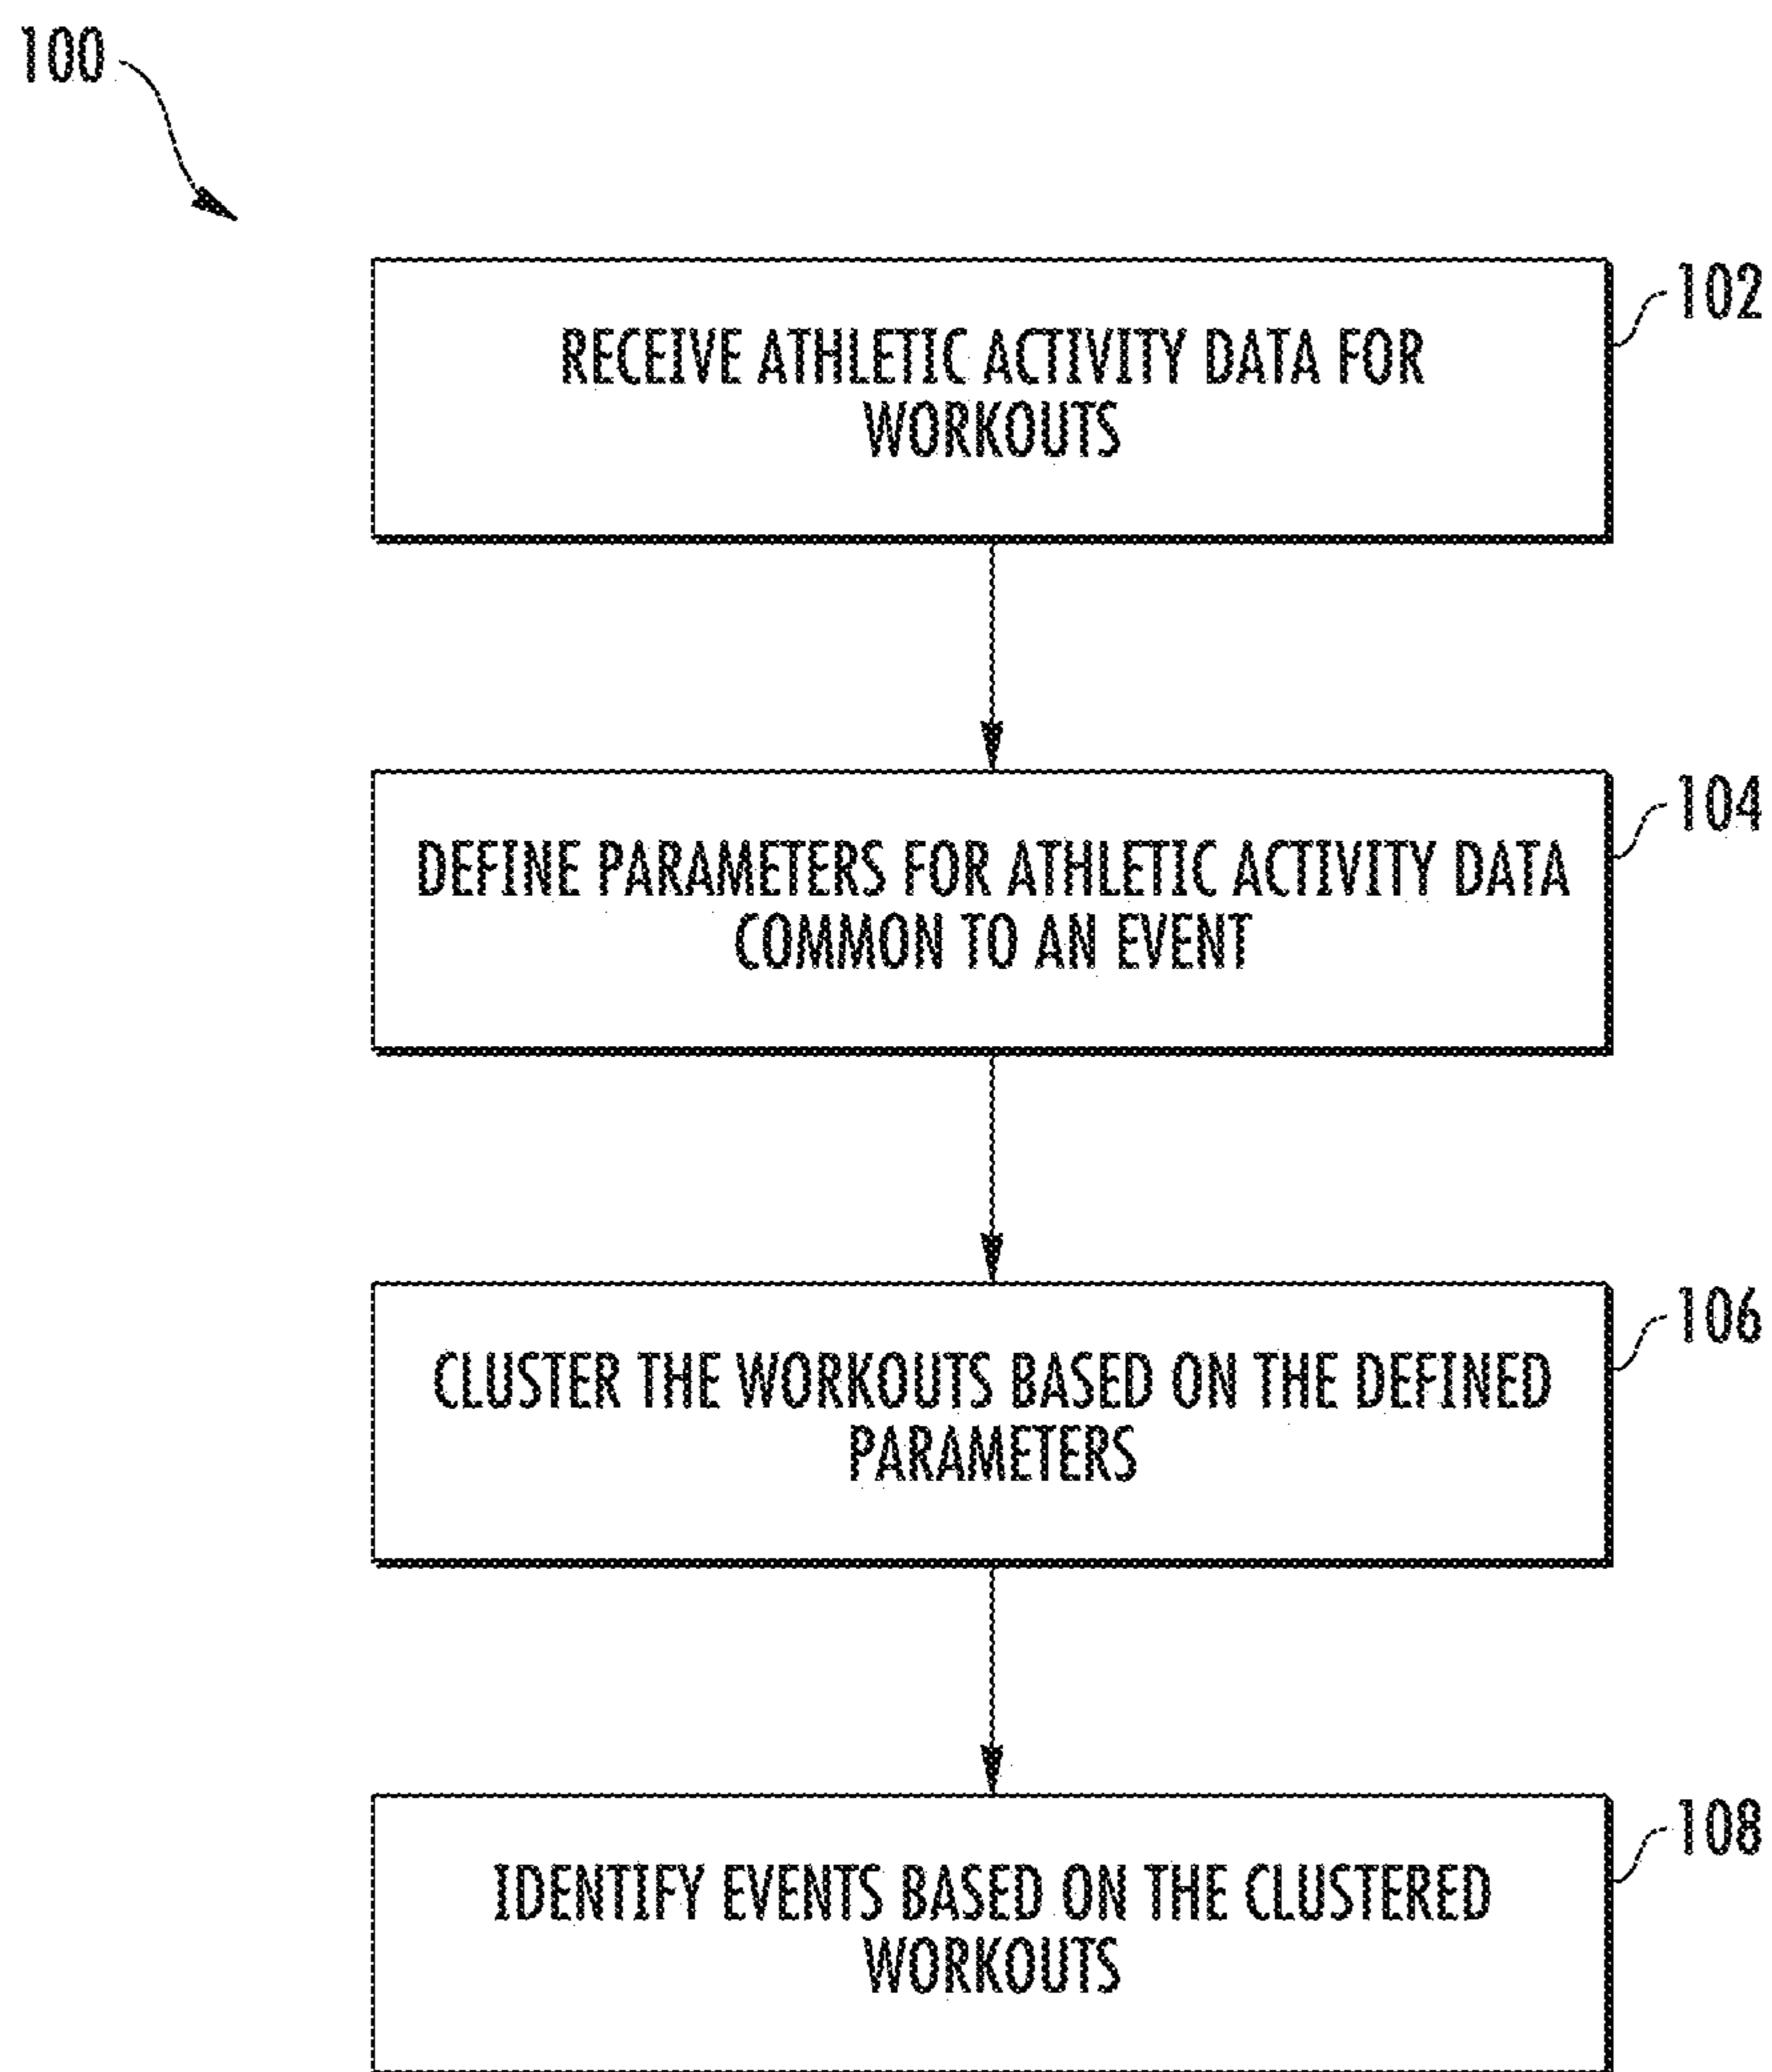 100
102
RECEIVE ATHLETIC ACTIVITY DATA FOR
WORKOUTS
104
DEFINE PARAMETERS FOR ATHLETIC ACTIVITY DATA
COMMON TO AN EVENT
106
CLUSTER THE WORKOUTS BASED ON THE DEFINED
PARAMETERS
108
IDENTIFY EVENTS BASED ON THE CLUSTERED
WORKOUTS